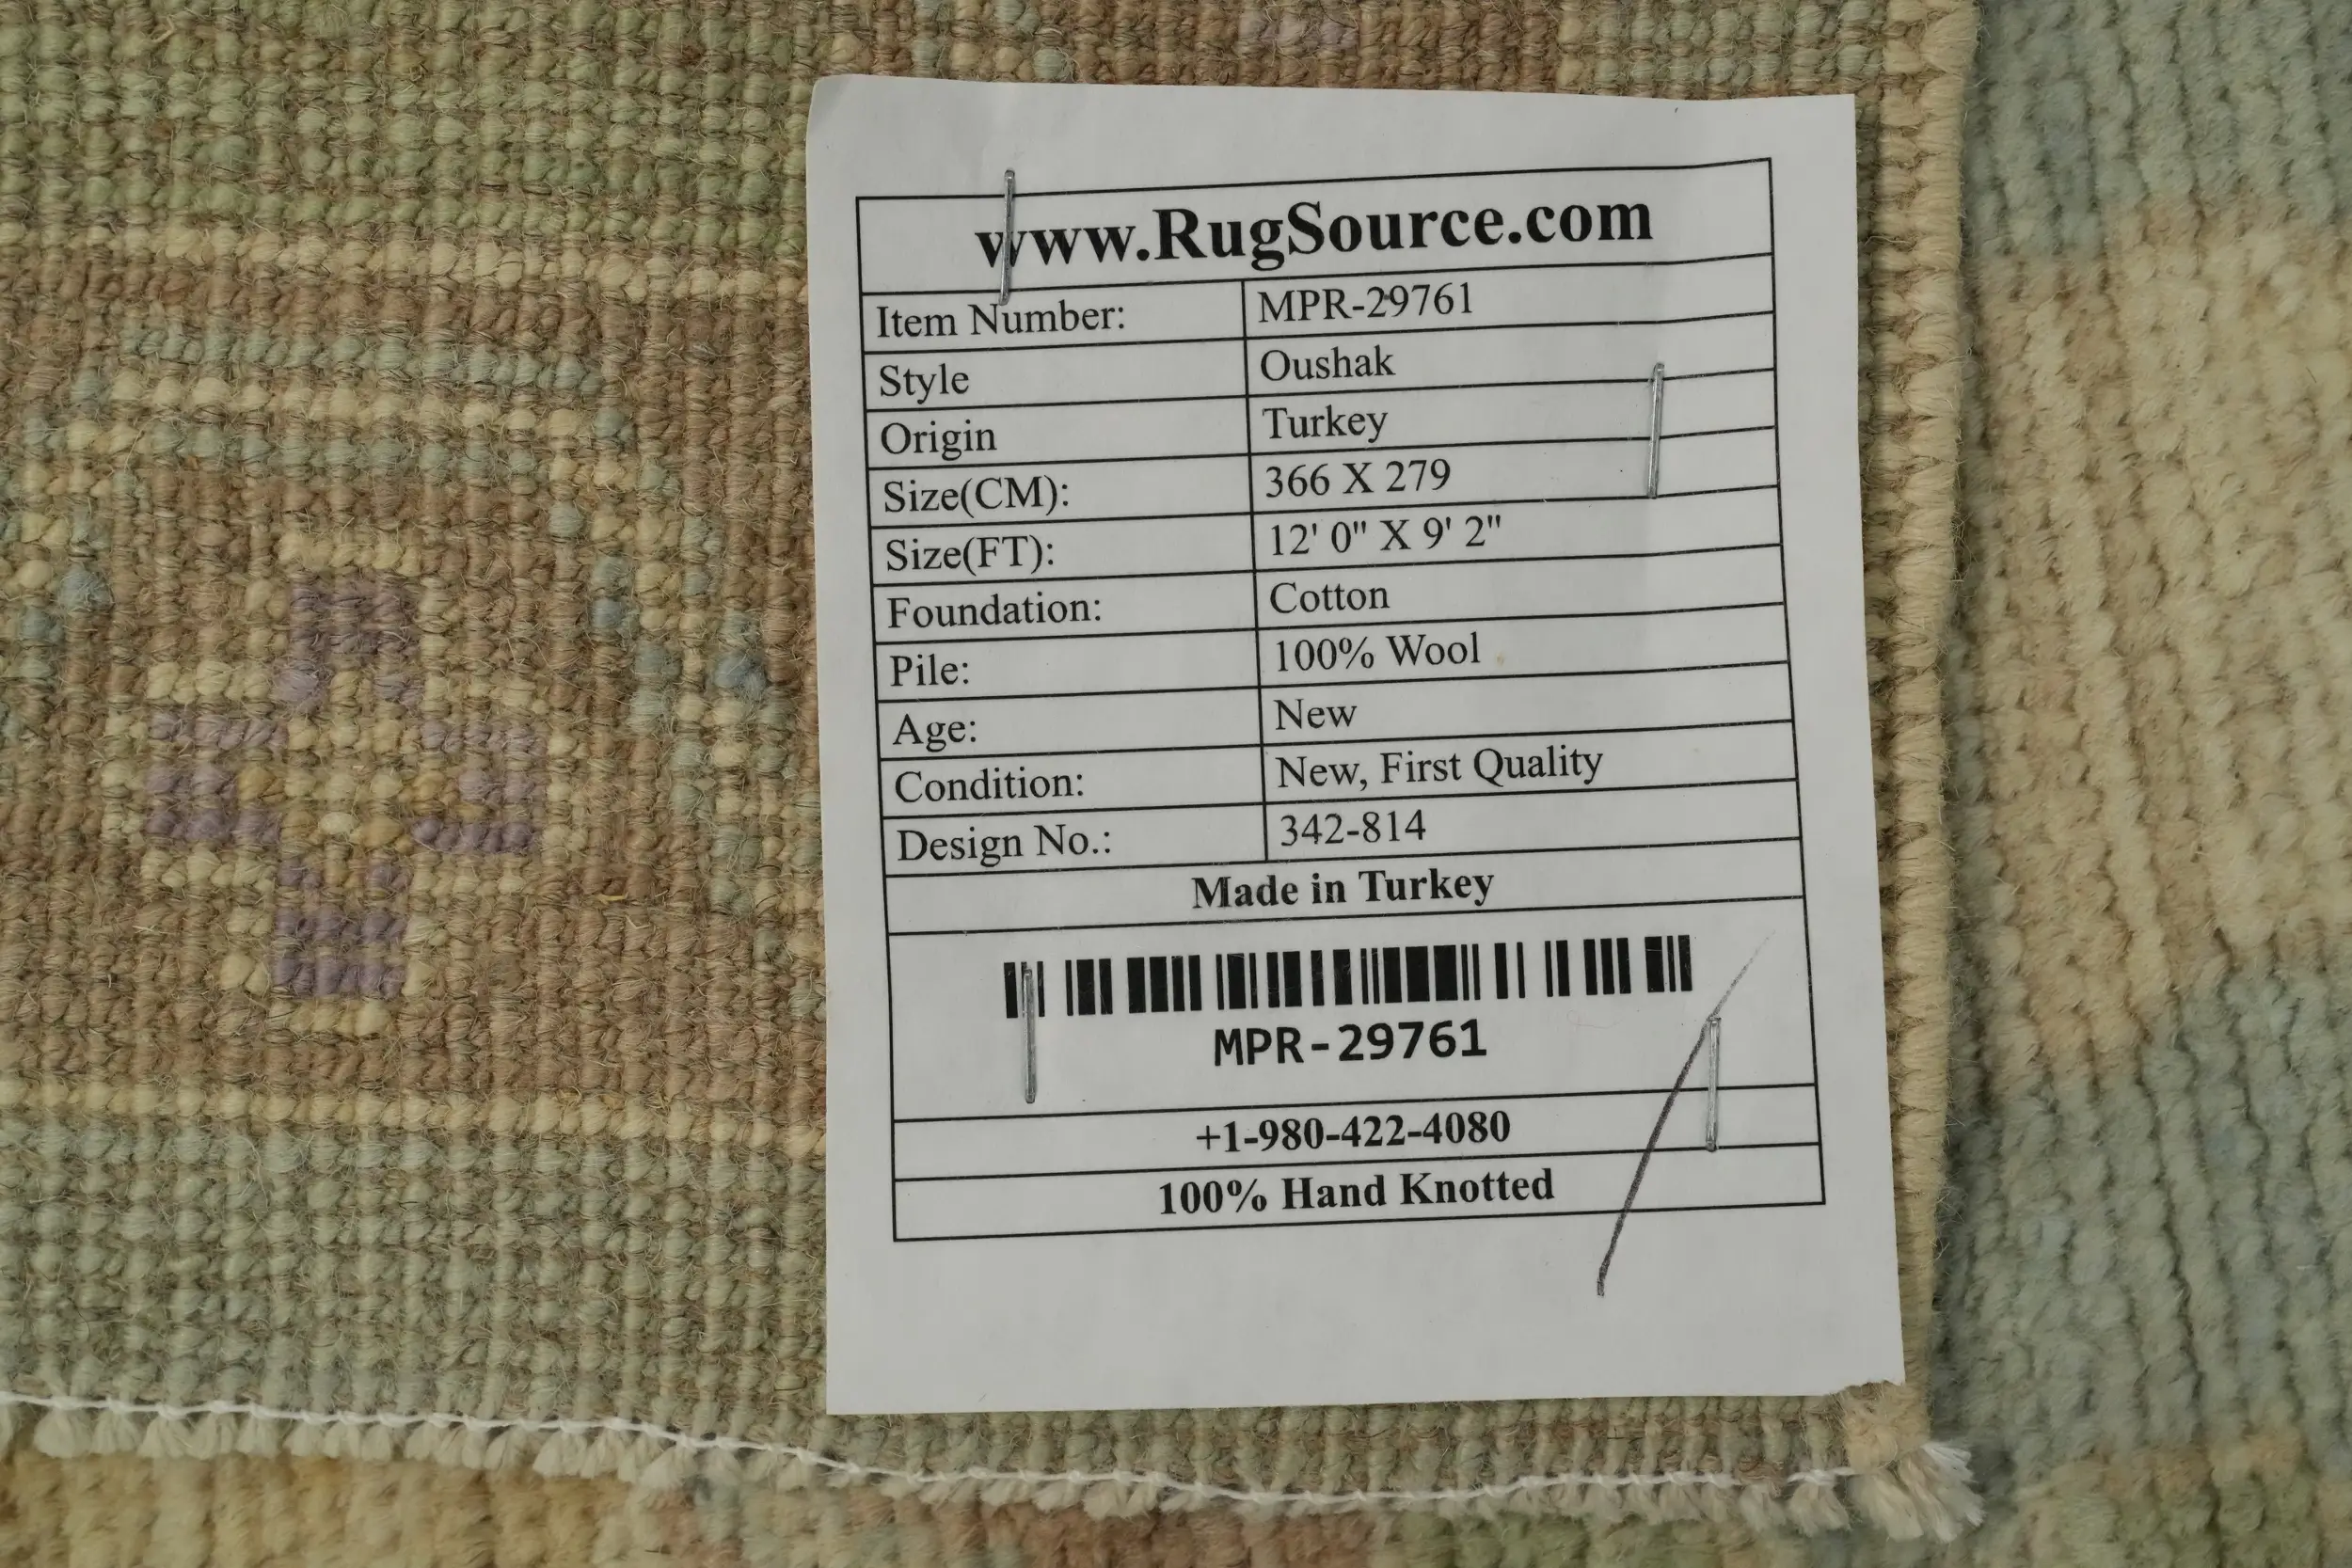 www.RugSource.com
Item Number: MPR-29761
Style Oushak
Origin Turkey
Size(CM): 366 X 279
Size(FT): 12' 0" X 9' 2"
Foundation: Cotton
Pile: 100% Wool
Age: New
Condition: New, First Quality
Design No.: 342-814
Made in Turkey
MPR-29761
+1-980-422-4080
100% Hand Knotted